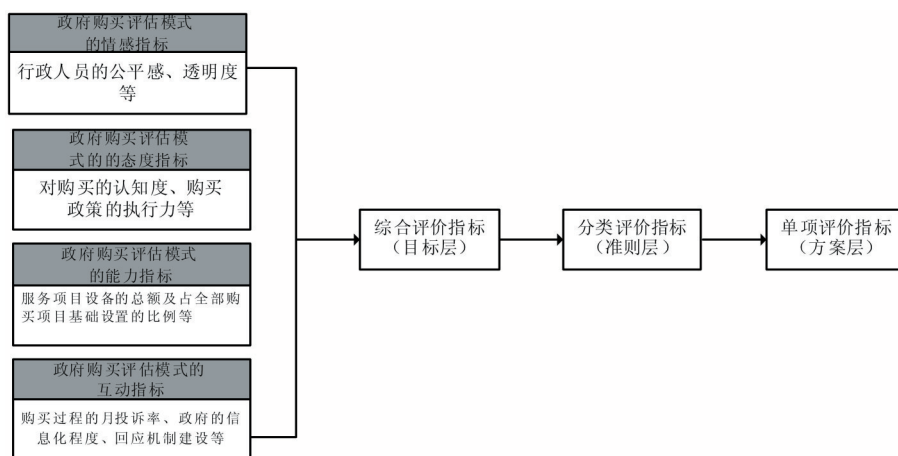 政府购买评估模式
的情感指标
行政人员的公平感、透明度
等
政府购买评估模
式的的态度指标
对购买的认知度、购买
政策的执行力等
政府购买评估模式
的能力指标
服务项目设备的总额及占全部购
买项目基础设置的比例等
政府购买评估模式的
互动指标
购买过程的月投诉率、政府的信
息化程度、回应机制建设等
综合评价指标
（目标层）
分类评价指标
（准则层）
单项评价指标
（方案层）